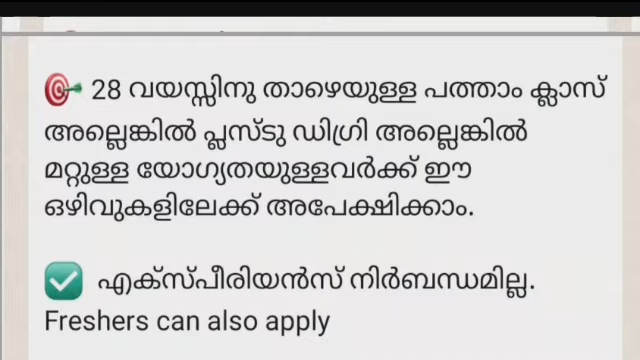 🎯 28 വയസ്സിനു താഴെയുള്ള പത്താം ക്ലാസ്
അല്ലെങ്കിൽ പ്ലസ്ടു ഡിഗ്രി അല്ലെങ്കിൽ
മറ്റുള്ള യോഗ്യതയുള്ളവർക്ക് ഈ
ഒഴിവുകളിലേക്ക് അപേക്ഷിക്കാം.
✅ എക്സ്പീരിയൻസ് നിർബന്ധമില്ല.
Freshers can also apply